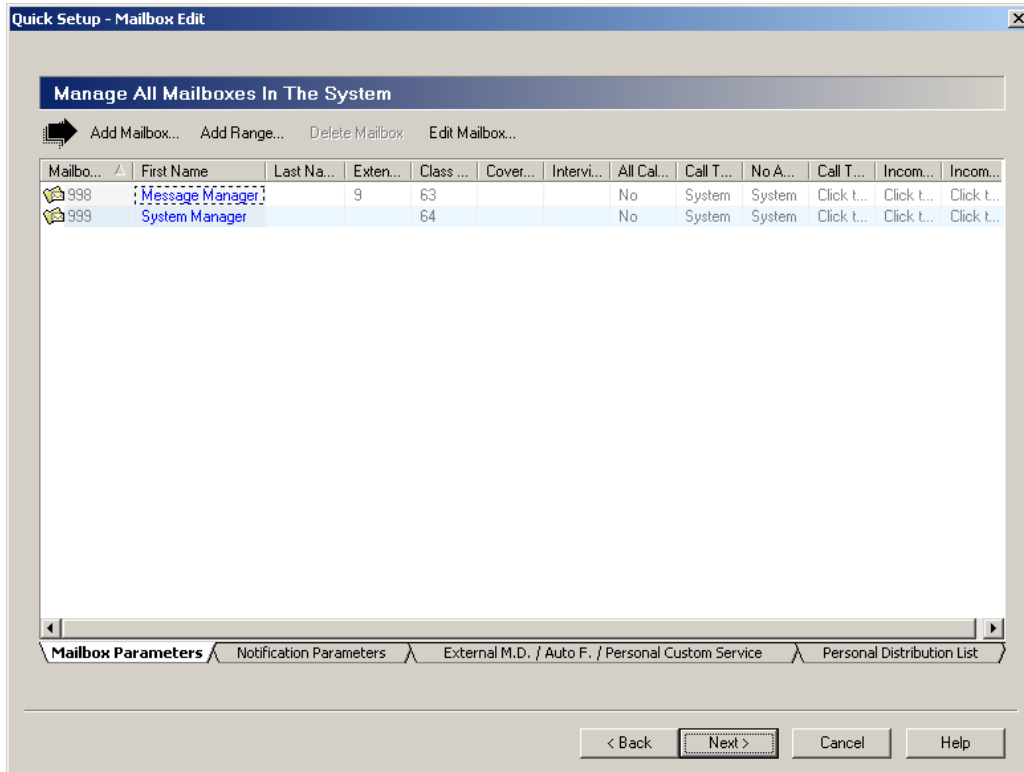 Quick Setup - Mailbox Edit
Manage All Mailboxes In The System
Add Mailbox... Add Range... Delete Mailbox Edit Mailbox...
Mailbo... First Name Last Na... Exten... Class ... Cover... Intervi... All Cal... Call T... No A... Call T... Incom... Incom...
998 Message Manager 9 63 No System System Click t... Click t... Click t...
999 System Manager 64 No System System Click t... Click t... Click t...
Mailbox Parameters Notification Parameters External M.D. / Auto F. / Personal Custom Service Personal Distribution List
< Back Next > Cancel Help